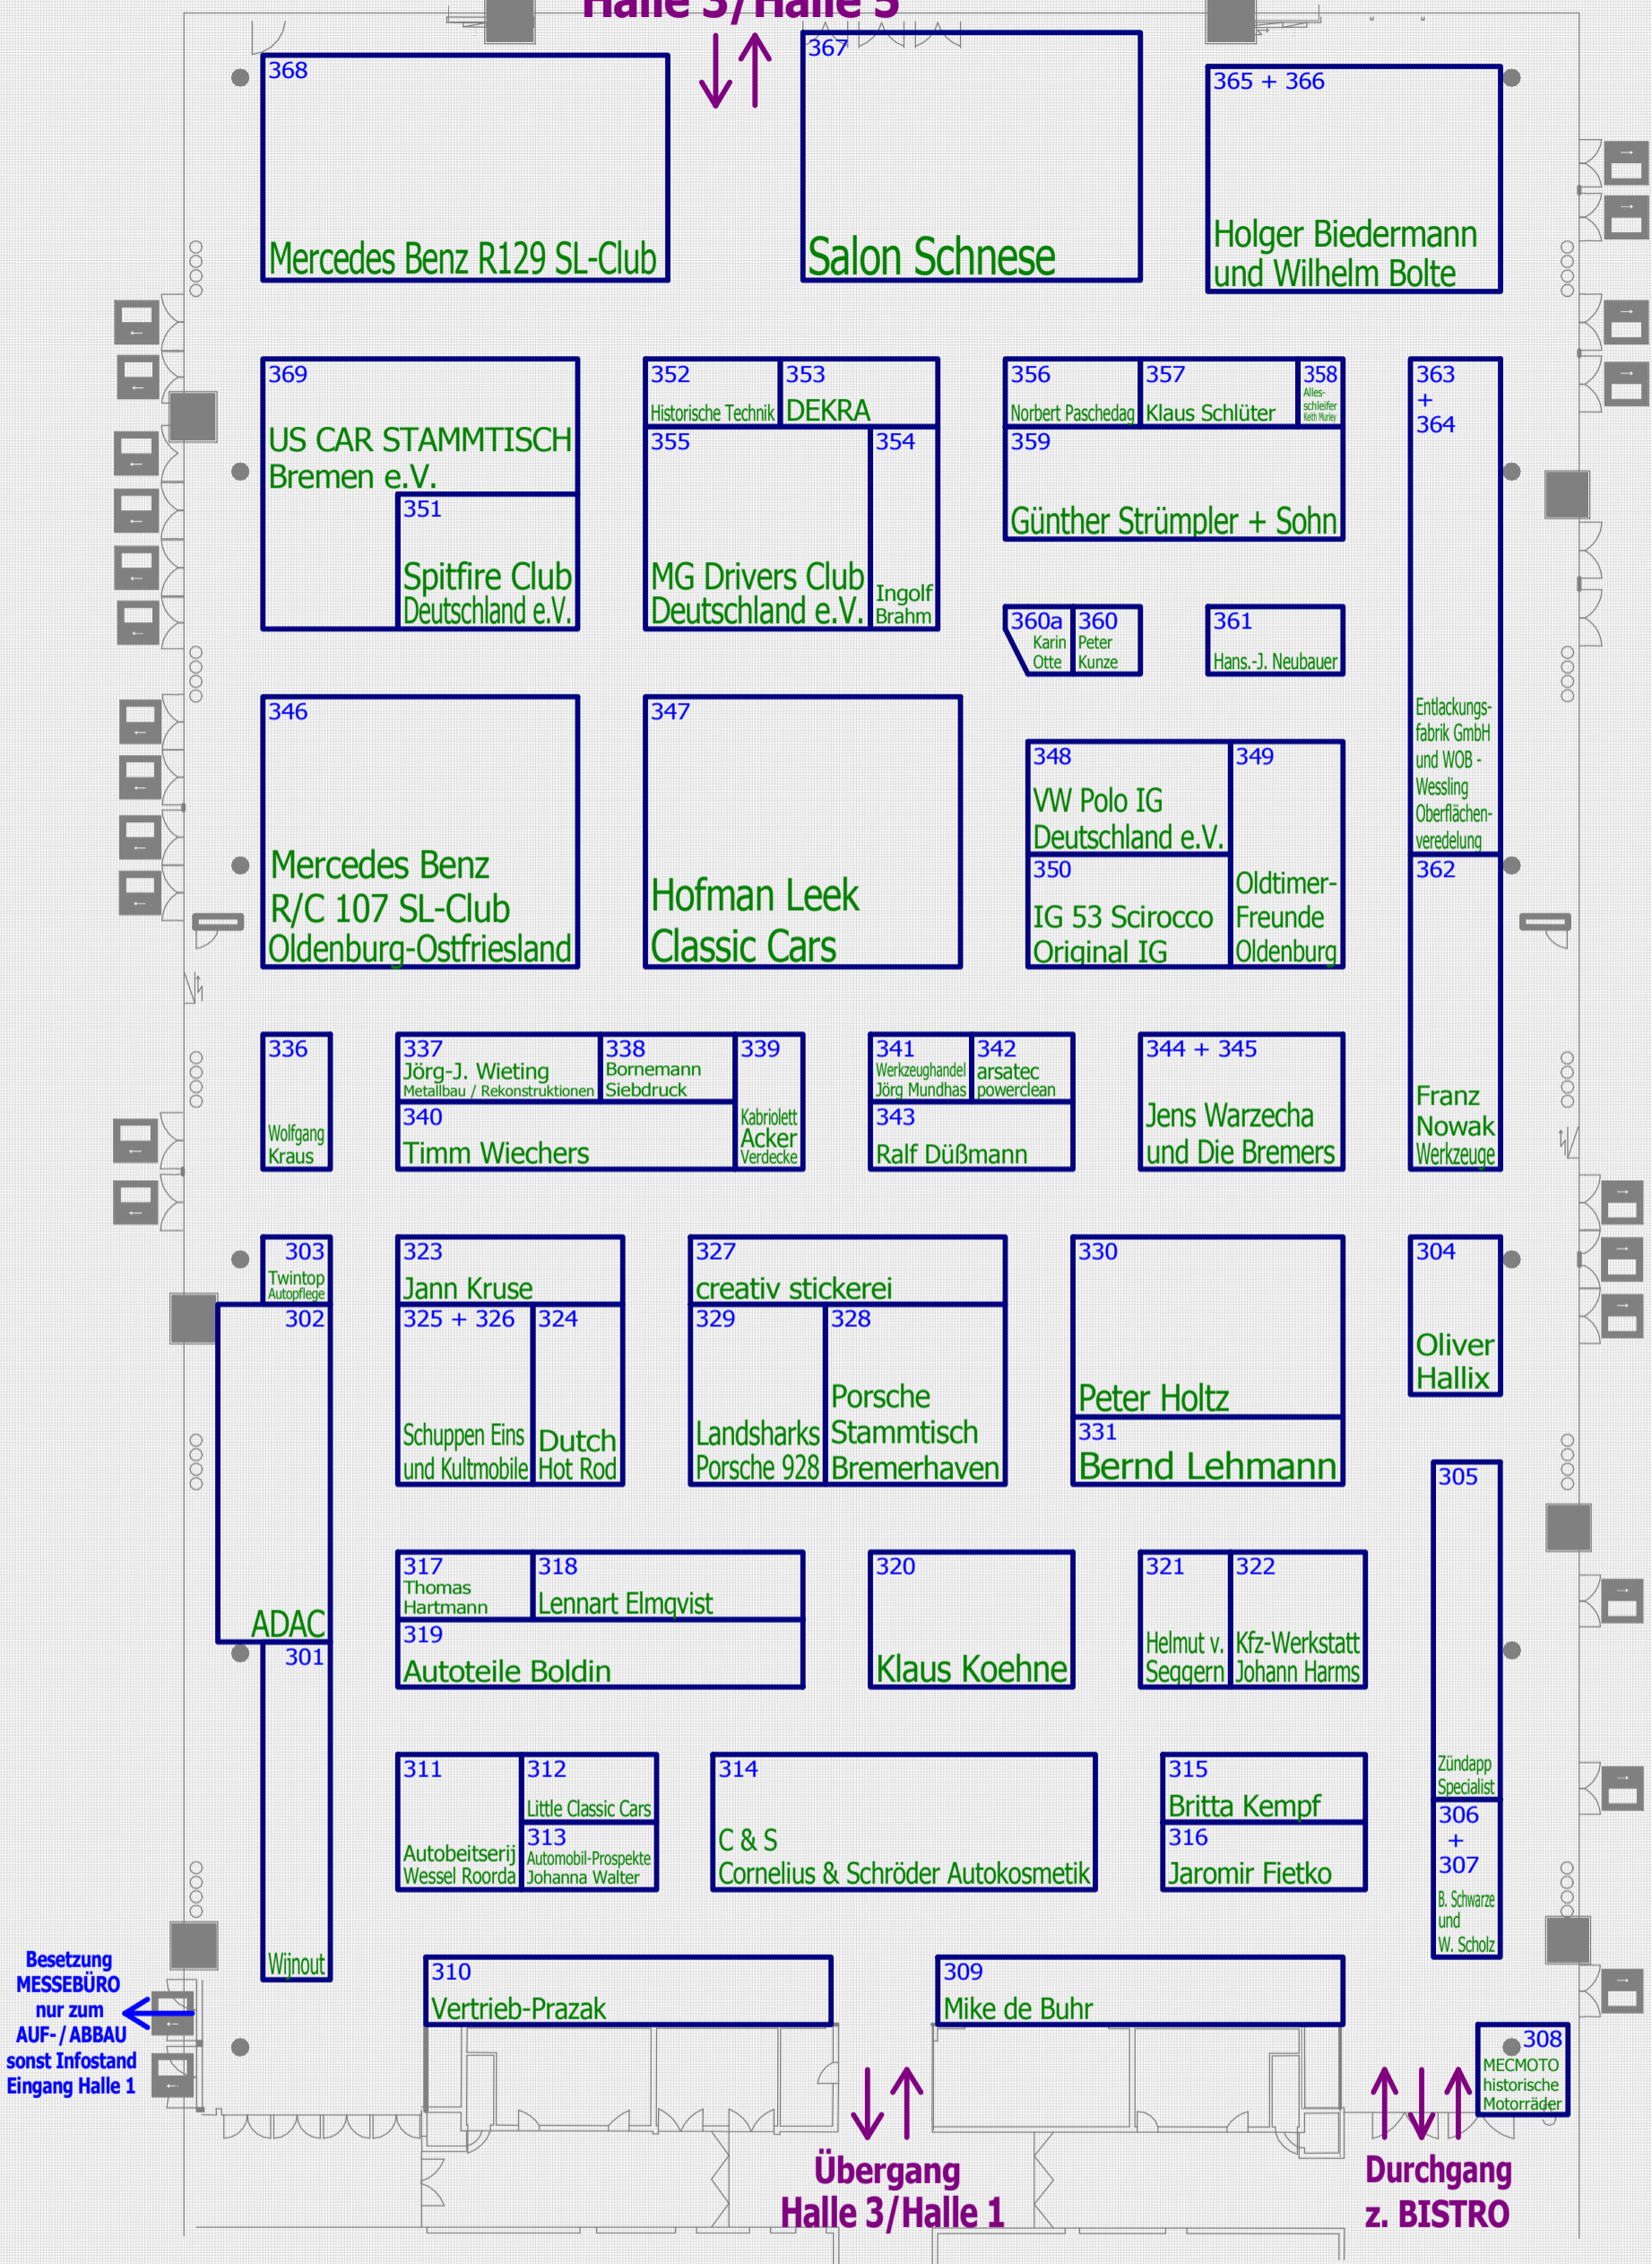 Halle 3/Halle 5
368
Mercedes Benz R129 SL-Club
367
Salon Schnese
365 + 366
Holger Biedermann
und Wilhelm Bolte
369
US CAR STAMMTISCH
Bremen e.V.
351
Spitfire Club
Deutschland e.V.
352
Historische Technik
353
DEKRA
355
MG Drivers Club
Deutschland e.V.
354
Ingolf
Brahm
356
Norbert Paschedag
357
Klaus Schlüter
358
Alles-
schleifer
Keith Murley
359
Günther Strümpler + Sohn
363
+
364
Entlackungs-
fabrik GmbH
und WOB -
Wessling
Oberflächen-
veredelung
360a
Karin
Otte
360
Peter
Kunze
361
Hans.-J. Neubauer
346
Mercedes Benz
R/C 107 SL-Club
Oldenburg-Ostfriesland
347
Hofman Leek
Classic Cars
348
VW Polo IG
Deutschland e.V.
349
Oldtimer-
Freunde
Oldenburg
350
IG 53 Scirocco
Original IG
362
Franz
Nowak
Werkzeuge
336
Wolfgang
Kraus
337
Jörg-J. Wieting
Metallbau / Rekonstruktionen
338
Bornemann
Siebdruck
339
Kabriolett
Acker
Verdecke
340
Timm Wiechers
341
Werkzeughandel
Jörg Mundhas
342
arsatec
powerclean
343
Ralf Düßmann
344 + 345
Jens Warzecha
und Die Bremers
303
Twintop
Autopflege
302
ADAC
323
Jann Kruse
325 + 326
Schuppen Eins
und Kultmobile
324
Dutch
Hot Rod
327
creativ stickerei
329
Landsharks
Porsche 928
328
Porsche
Stammtisch
Bremerhaven
330
Peter Holtz
331
Bernd Lehmann
304
Oliver
Hallix
305
Zündapp
Specialist
317
Thomas
Hartmann
318
Lennart Elmqvist
319
Autoteile Boldin
320
Klaus Koehne
321
Helmut v.
Seggern
322
Kfz-Werkstatt
Johann Harms
301
Wijnout
311
Autobeitserij
Wessel Roorda
312
Little Classic Cars
313
Automobil-Prospekte
Johanna Walter
314
C & S
Cornelius & Schröder Autokosmetik
315
Britta Kempf
316
Jaromir Fietko
306
+
307
B. Schwarze
und
W. Scholz
Besetzung
MESSEBÜRO
nur zum
AUF-/ABBAU
sonst Infostand
Eingang Halle 1
310
Vertrieb-Prazak
309
Mike de Buhr
308
MECMOTO
historische
Motorräder
Übergang
Halle 3/Halle 1
Durchgang
z. BISTRO